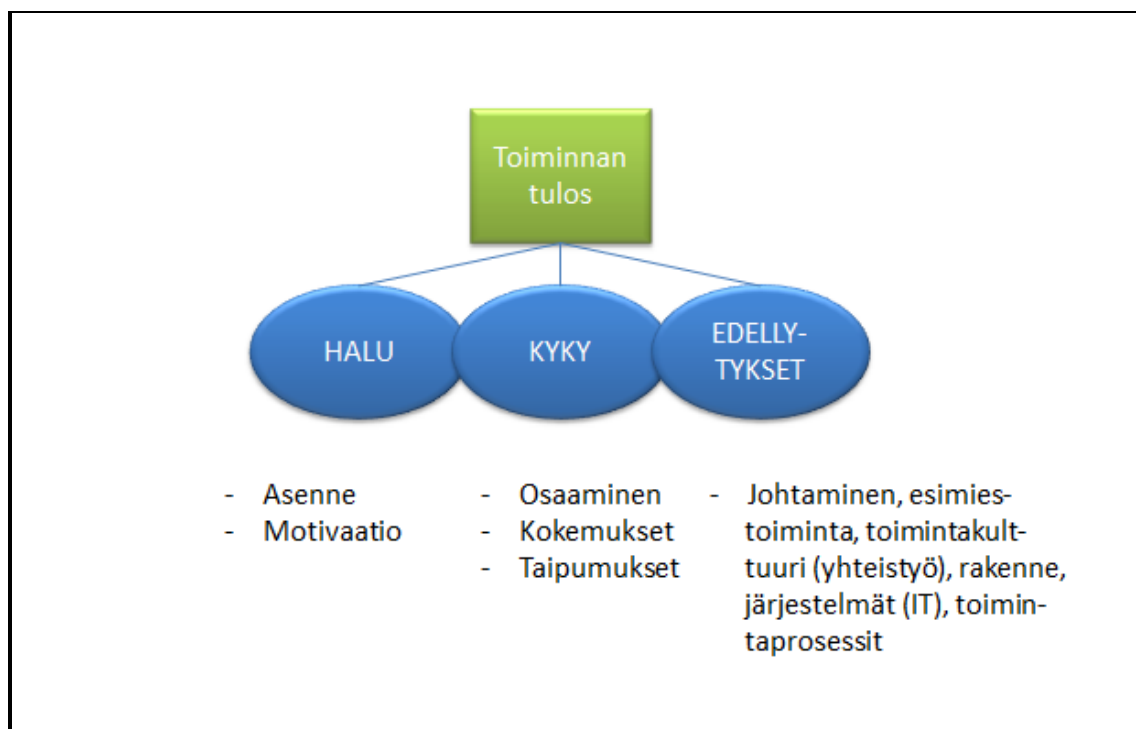 Toiminnan
tulos
HALU
KYKY
EDELLY-
TYKSET
- Asenne
- Motivaatio
- Osaaminen
- Kokemukset
- Taipumukset
- Johtaminen, esimies-
toiminta, toimintakult-
tuuri (yhteistyö), rakenne,
järjestelmät (IT), toimin-
taprosessit